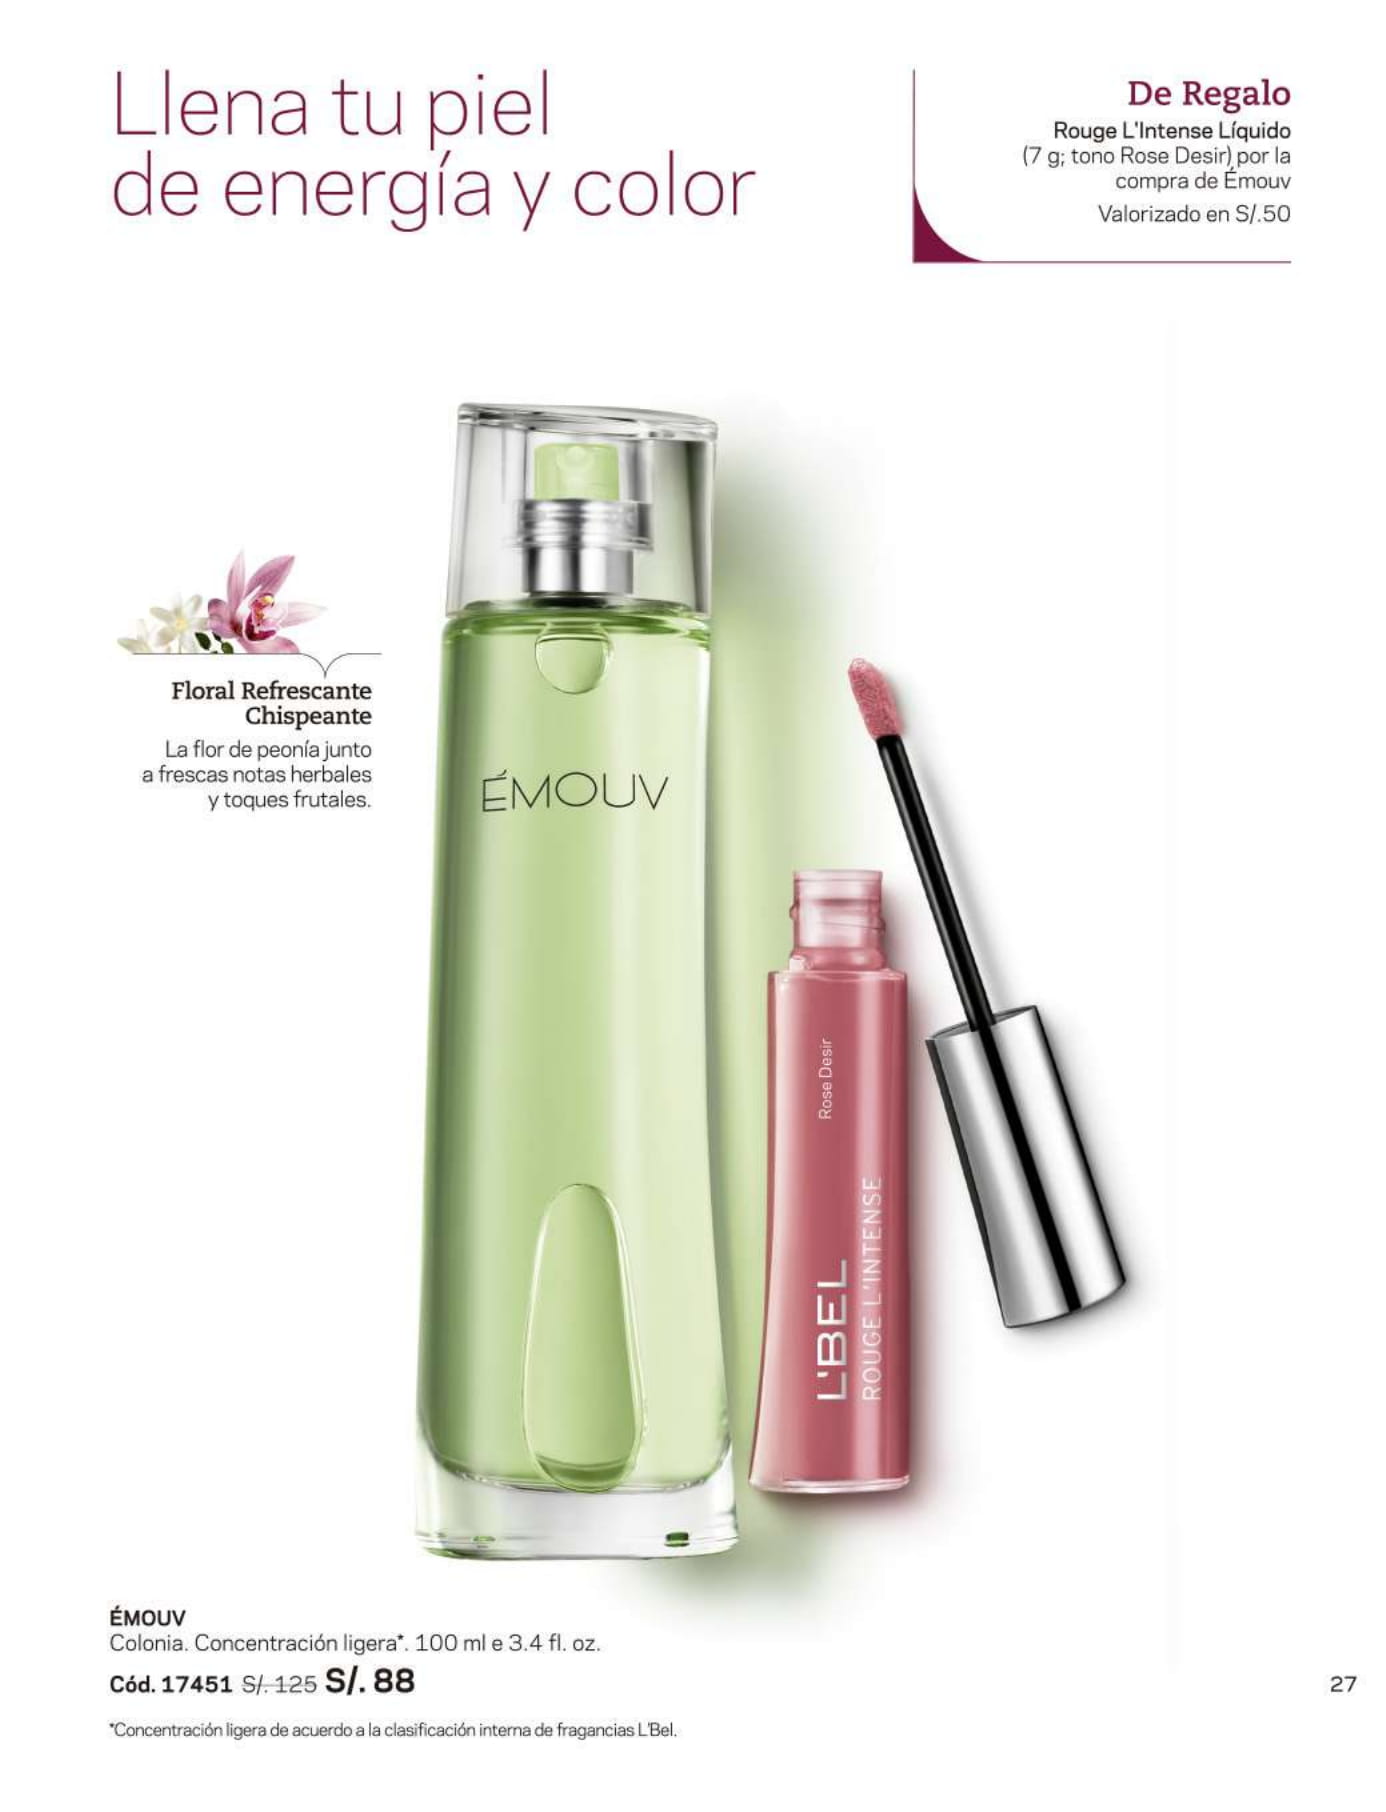 Llena tu piel
de energía y color
De Regalo
Rouge L'Intense Líquido
(7 g; tono Rose Desir) por la
compra de Émouv
Valorizado en S/.50
Floral Refrescante
Chispeante
La flor de peonía junto
a frescas notas herbales
y toques frutales.
ÉMOUV
Rose Desir
L'BEL
ROUGE L'INTENSE
ÉMOUV
Colonia. Concentración ligera*. 100 ml e 3.4 fl. oz.
Cód. 17451 S/. 125 S/. 88
*Concentración ligera de acuerdo a la clasificación interna de fragancias L'Bel.
27